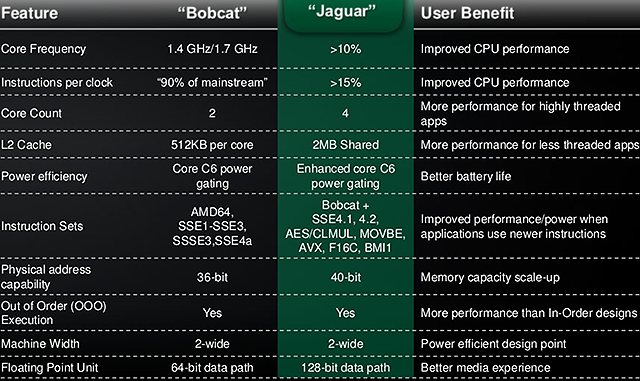 Feature “Bobcat” “Jaguar” User Benefit
Core Frequency 1.4 GHz/1.7 GHz >10% Improved CPU performance
Instructions per clock “90% of mainstream” >15% Improved CPU performance
Core Count 2 4 More performance for highly threaded
apps
L2 Cache 512KB per core 2MB Shared More performance for less threaded apps
Power efficiency Core C6 power
gating Enhanced core C6
power gating Better battery life
Instruction Sets AMD64,
SSE1-SSE3,
SSSE3,SSE4a Bobcat +
SSE4.1, 4.2,
AES/CLMUL, MOVBE,
AVX, F16C, BMI1 Improved performance/power when
applications use newer instructions
Physical address
capability 36-bit 40-bit Memory capacity scale-up
Out of Order (OOO)
Execution Yes Yes More performance than In-Order designs
Machine Width 2-wide 2-wide Power efficient design point
Floating Point Unit 64-bit data path 128-bit data path Better media experience